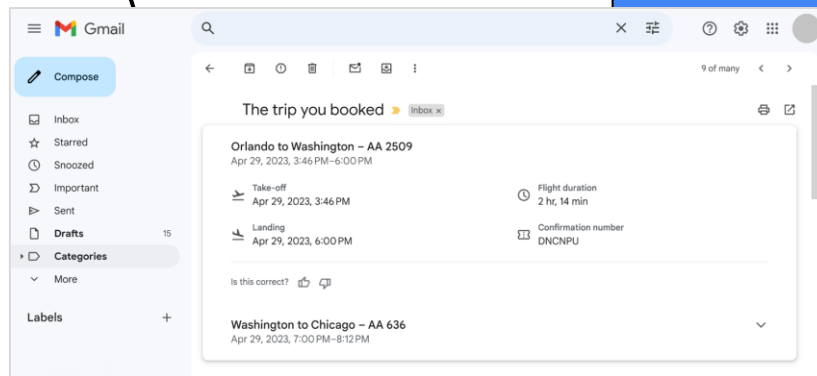 Gmail
Compose
9 of many
The trip you booked Inbox x
Inbox
Starred
Snoozed
Important
Sent
Drafts 15
Categories
More
Labels
Orlando to Washington – AA 2509
Apr 29, 2023, 3:46 PM–6:00 PM
Take-off
Apr 29, 2023, 3:46 PM
Flight duration
2 hr, 14 min
Landing
Apr 29, 2023, 6:00 PM
Confirmation number
DNCNPU
Is this correct?
Washington to Chicago – AA 636
Apr 29, 2023, 7:00 PM–8:12 PM